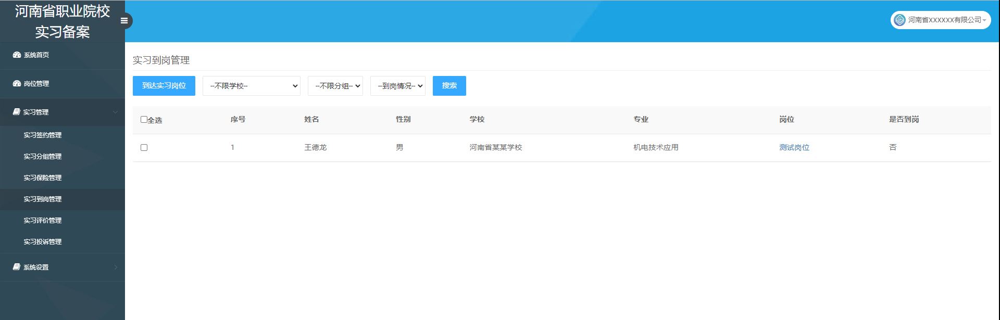 河南省职业院校
实习备案
河南省XXXXXX有限公司
系统首页
岗位管理
实习管理
实习签约管理
实习分组管理
实习保险管理
实习到岗管理
实习评价管理
实习投诉管理
系统设置
实习到岗管理
到达实习岗位 --不限学校-- --不限分组-- --到岗情况-- 搜索
全选 序号 姓名 性别 学校 专业 岗位 是否到岗
1 王德龙 男 河南省某某学校 机电技术应用 测试岗位 否